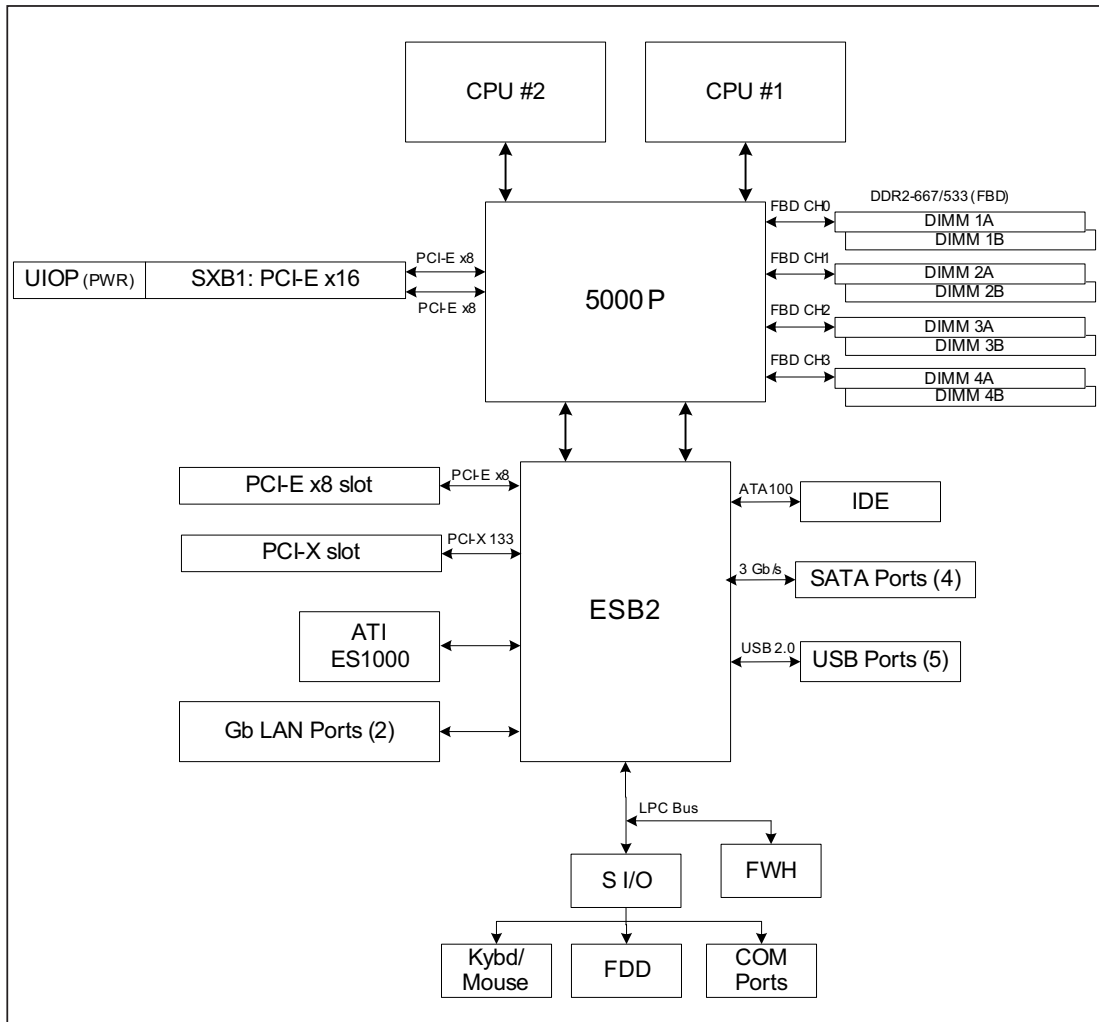 CPU #2
CPU #1
DDR2-667/533 (FBD)
FBD CH0
DIMM 1A
DIMM 1B
PCI-E x8
FBD CH1
UIOP (PWR)
SXB1: PCI-E x16
DIMM 2A
DIMM 2B
5000P
PCI-E x8
FBD CH2
DIMM 3A
DIMM 3B
FBD CH3
DIMM 4A
DIMM 4B
PCI-E x8 slot
PCI-E x8
ATA100
IDE
PCI-X slot
PCI-X 133
3 Gb/s
SATA Ports (4)
ESB2
ATI
ES1000
USB 2.0
USB Ports (5)
Gb LAN Ports (2)
LPC Bus
S I/O
FWH
Kybd/
Mouse
FDD
COM
Ports